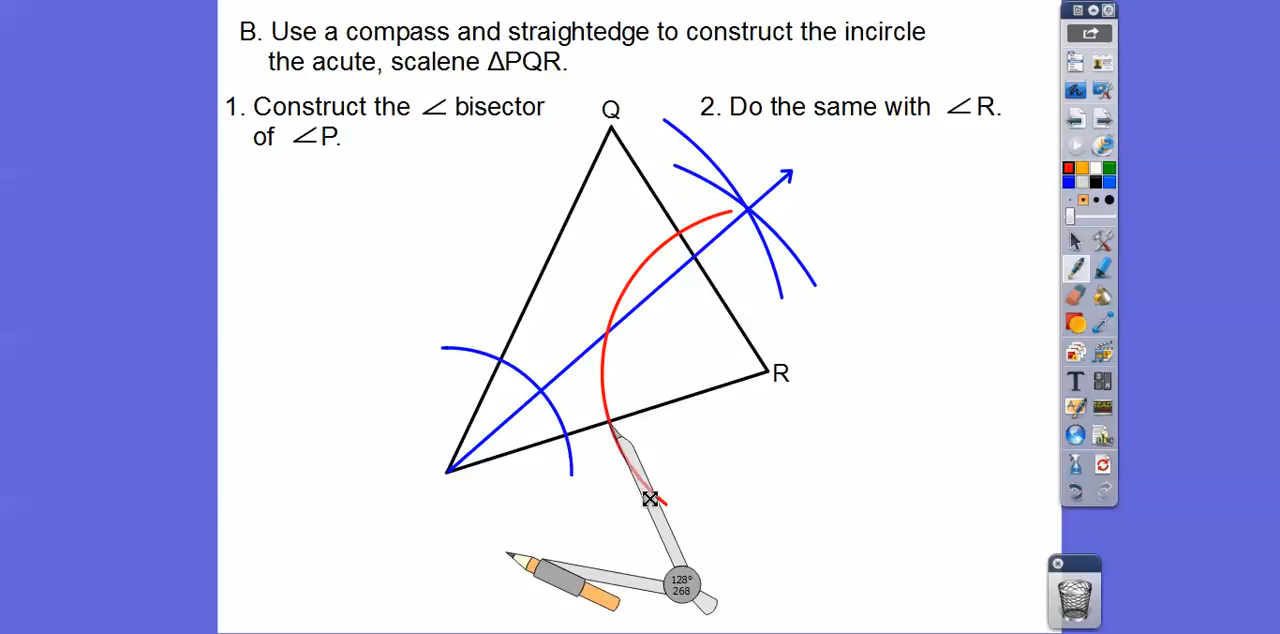 B. Use a compass and straightedge to construct the incircle
the acute, scalene ΔPQR.
1. Construct the ∠ bisector
of ∠P.
Q
2. Do the same with ∠R.
R
128°
268